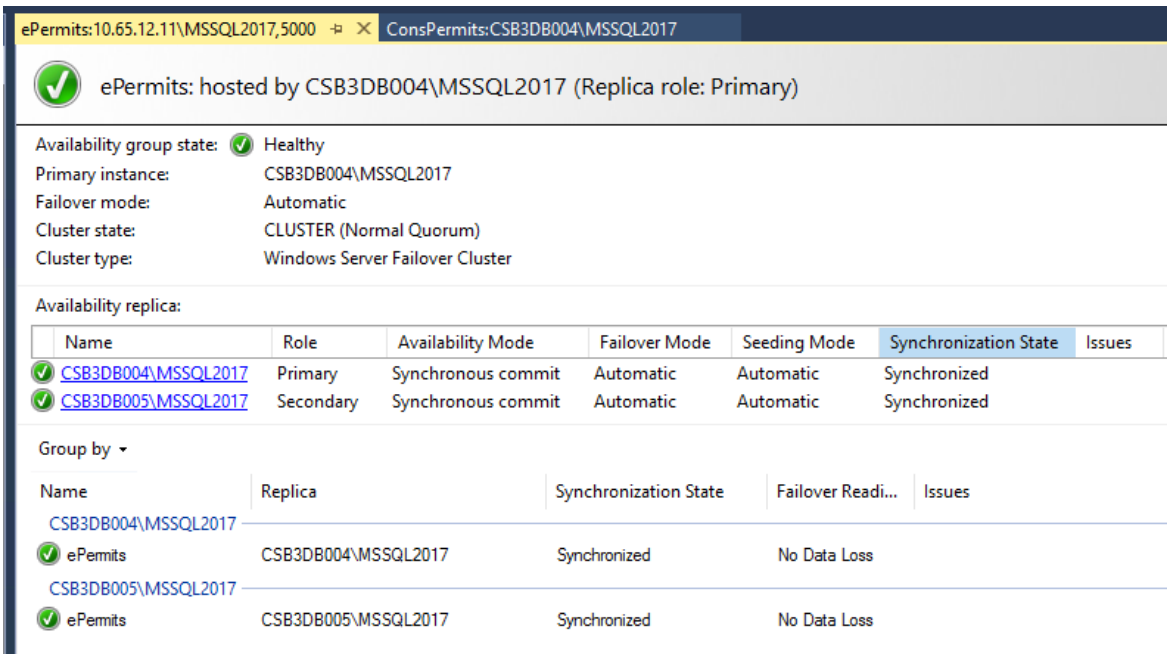 ePermits:10.65.12.11\MSSQL2017,5000 ConsPermits:CSB3DB004\MSSQL2017
ePermits: hosted by CSB3DB004\MSSQL2017 (Replica role: Primary)
Availability group state: Healthy
Primary instance: CSB3DB004\MSSQL2017
Failover mode: Automatic
Cluster state: CLUSTER (Normal Quorum)
Cluster type: Windows Server Failover Cluster
Availability replica:
Name Role Availability Mode Failover Mode Seeding Mode Synchronization State Issues
CSB3DB004\MSSQL2017 Primary Synchronous commit Automatic Automatic Synchronized
CSB3DB005\MSSQL2017 Secondary Synchronous commit Automatic Automatic Synchronized
Group by
Name Replica Synchronization State Failover Readi... Issues
CSB3DB004\MSSQL2017
ePermits CSB3DB004\MSSQL2017 Synchronized No Data Loss
CSB3DB005\MSSQL2017
ePermits CSB3DB005\MSSQL2017 Synchronized No Data Loss